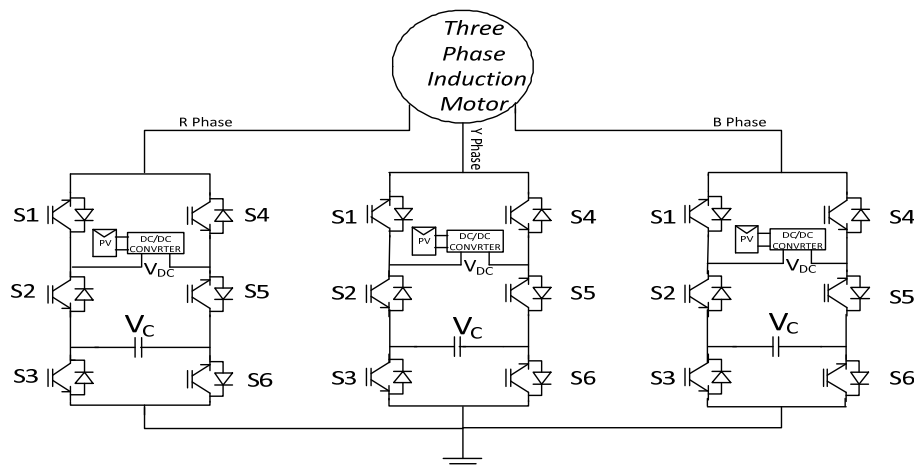 Three
Phase
Induction
Motor
R Phase
Y Phase
B Phase
S1
S4
PV
DC/DC
CONVRTER
VDC
S2
S5
VC
S3
S6
S1
S4
PV
DC/DC
CONVRTER
VDC
S2
S5
VC
S3
S6
S1
S4
PV
DC/DC
CONVRTER
VDC
S2
S5
VC
S3
S6